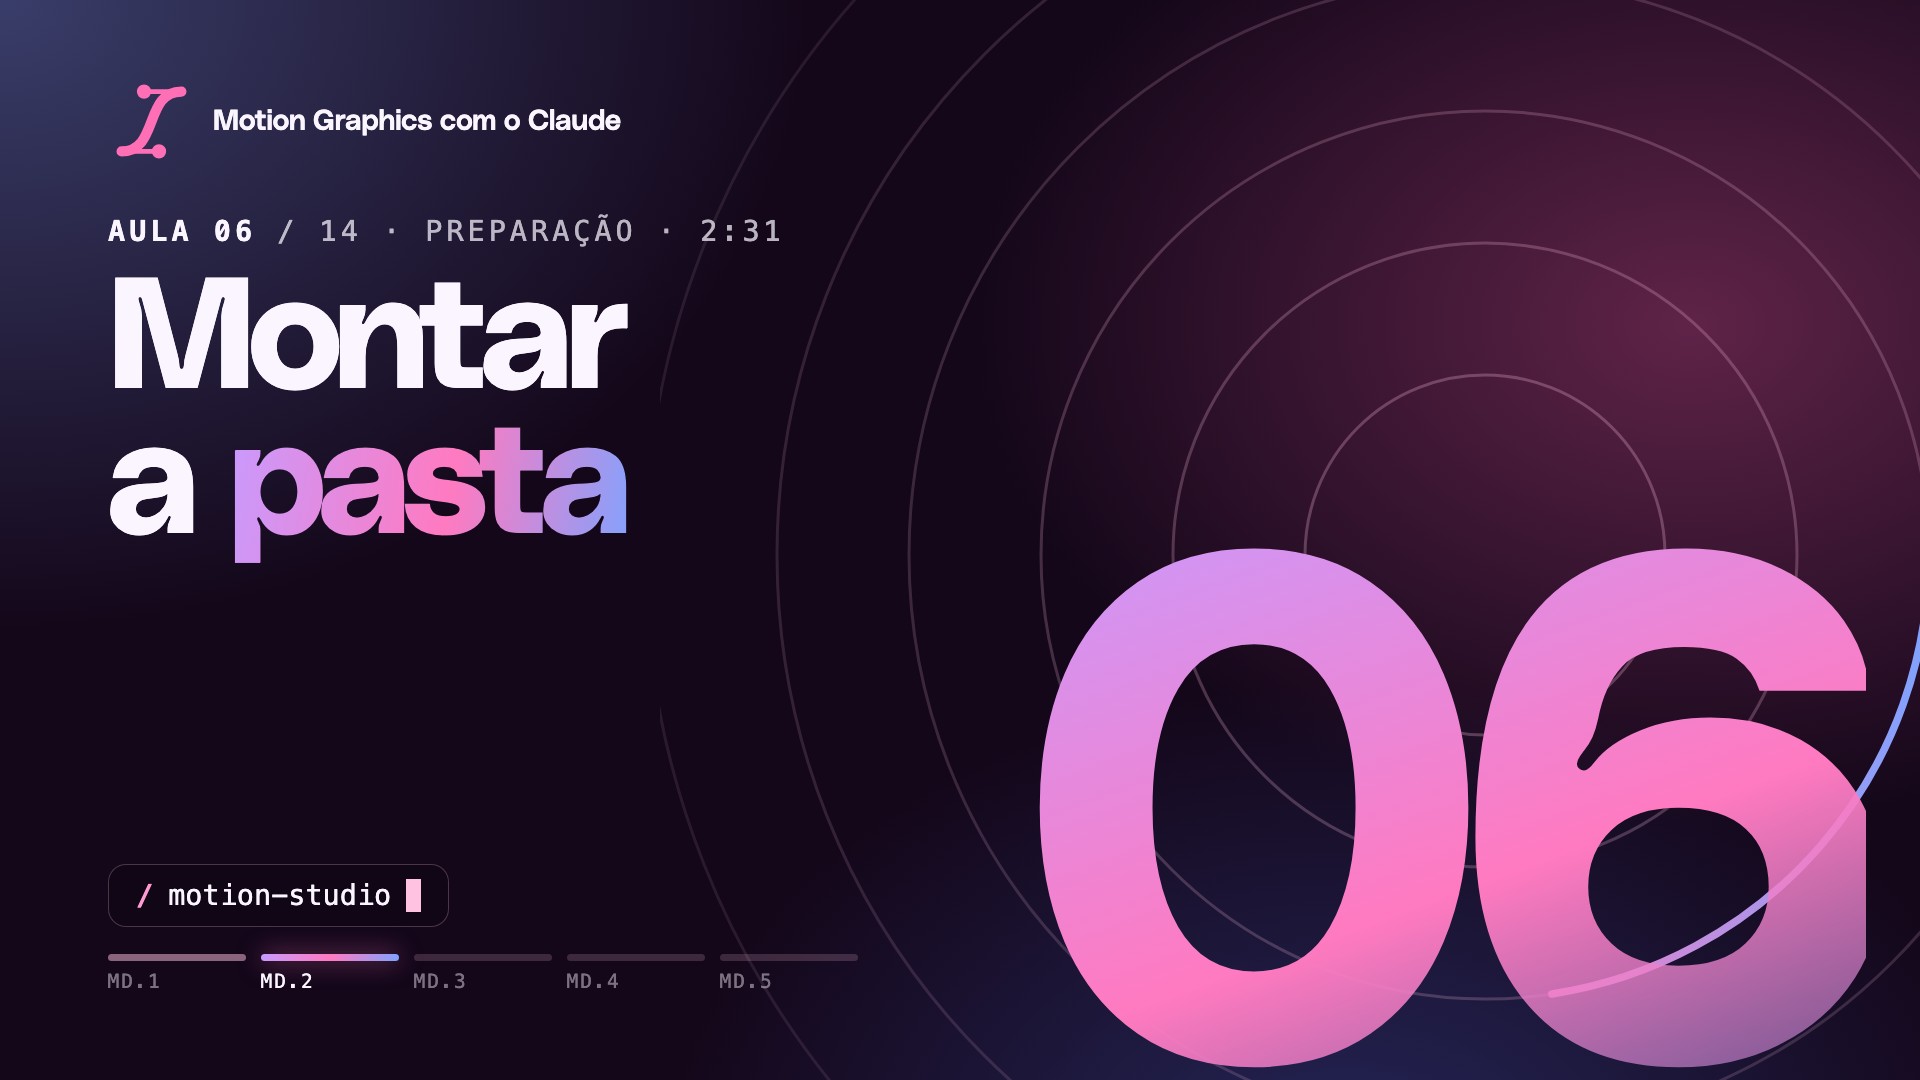 Motion Graphics com o Claude
AULA 06 / 14 · PREPARAÇÃO · 2:31
Montar
a pasta
06
/ motion-studio
MD.1 MD.2 MD.3 MD.4 MD.5